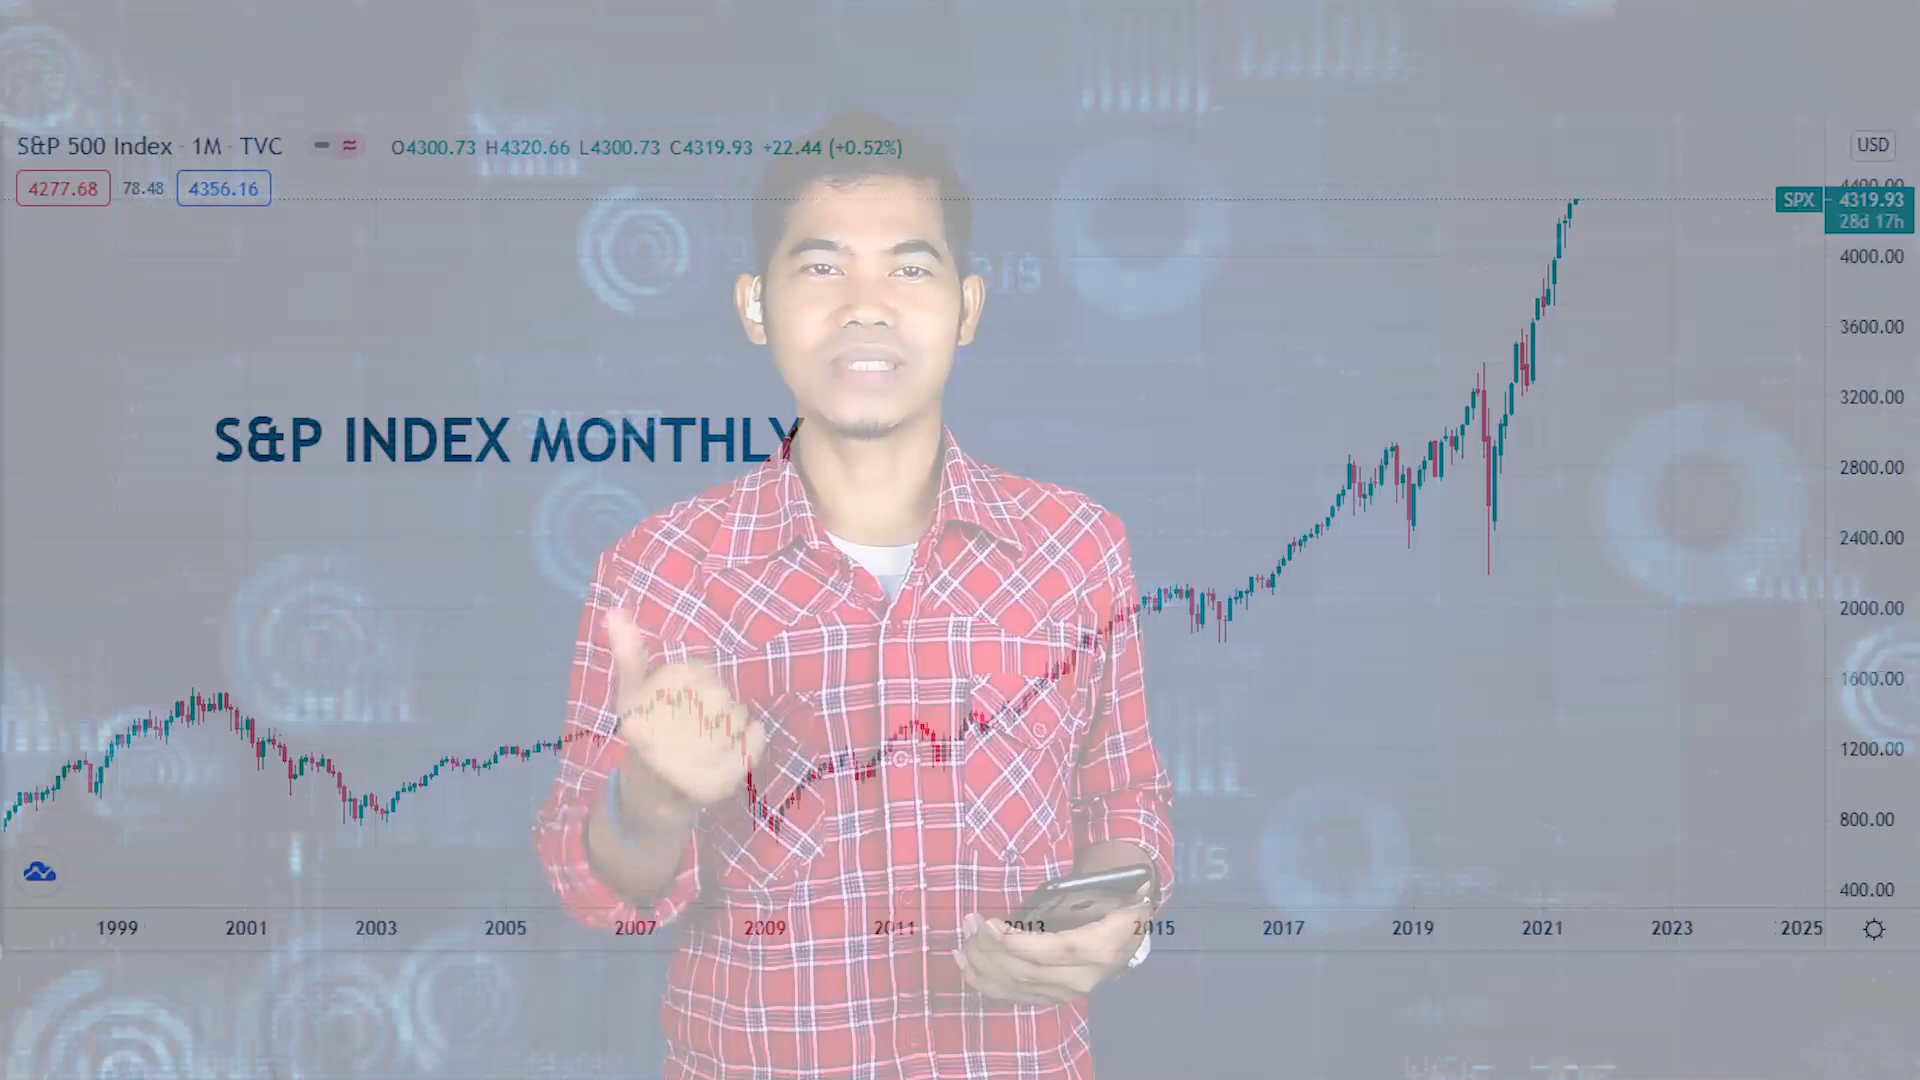 S&P 500 Index · 1M · TVC O4300.73 H4320.66 L4300.73 C4319.93 +22.44 (+0.52%) USD
4277.68 78.48 4356.16
4400.00
SPX 4319.93
28d 17h
4000.00
3600.00
3200.00
S&P INDEX MONTHLY
2800.00
2400.00
2000.00
1600.00
1200.00
800.00
400.00
1999 2001 2003 2005 2007 2009 2011 2013 2015 2017 2019 2021 2023 2025